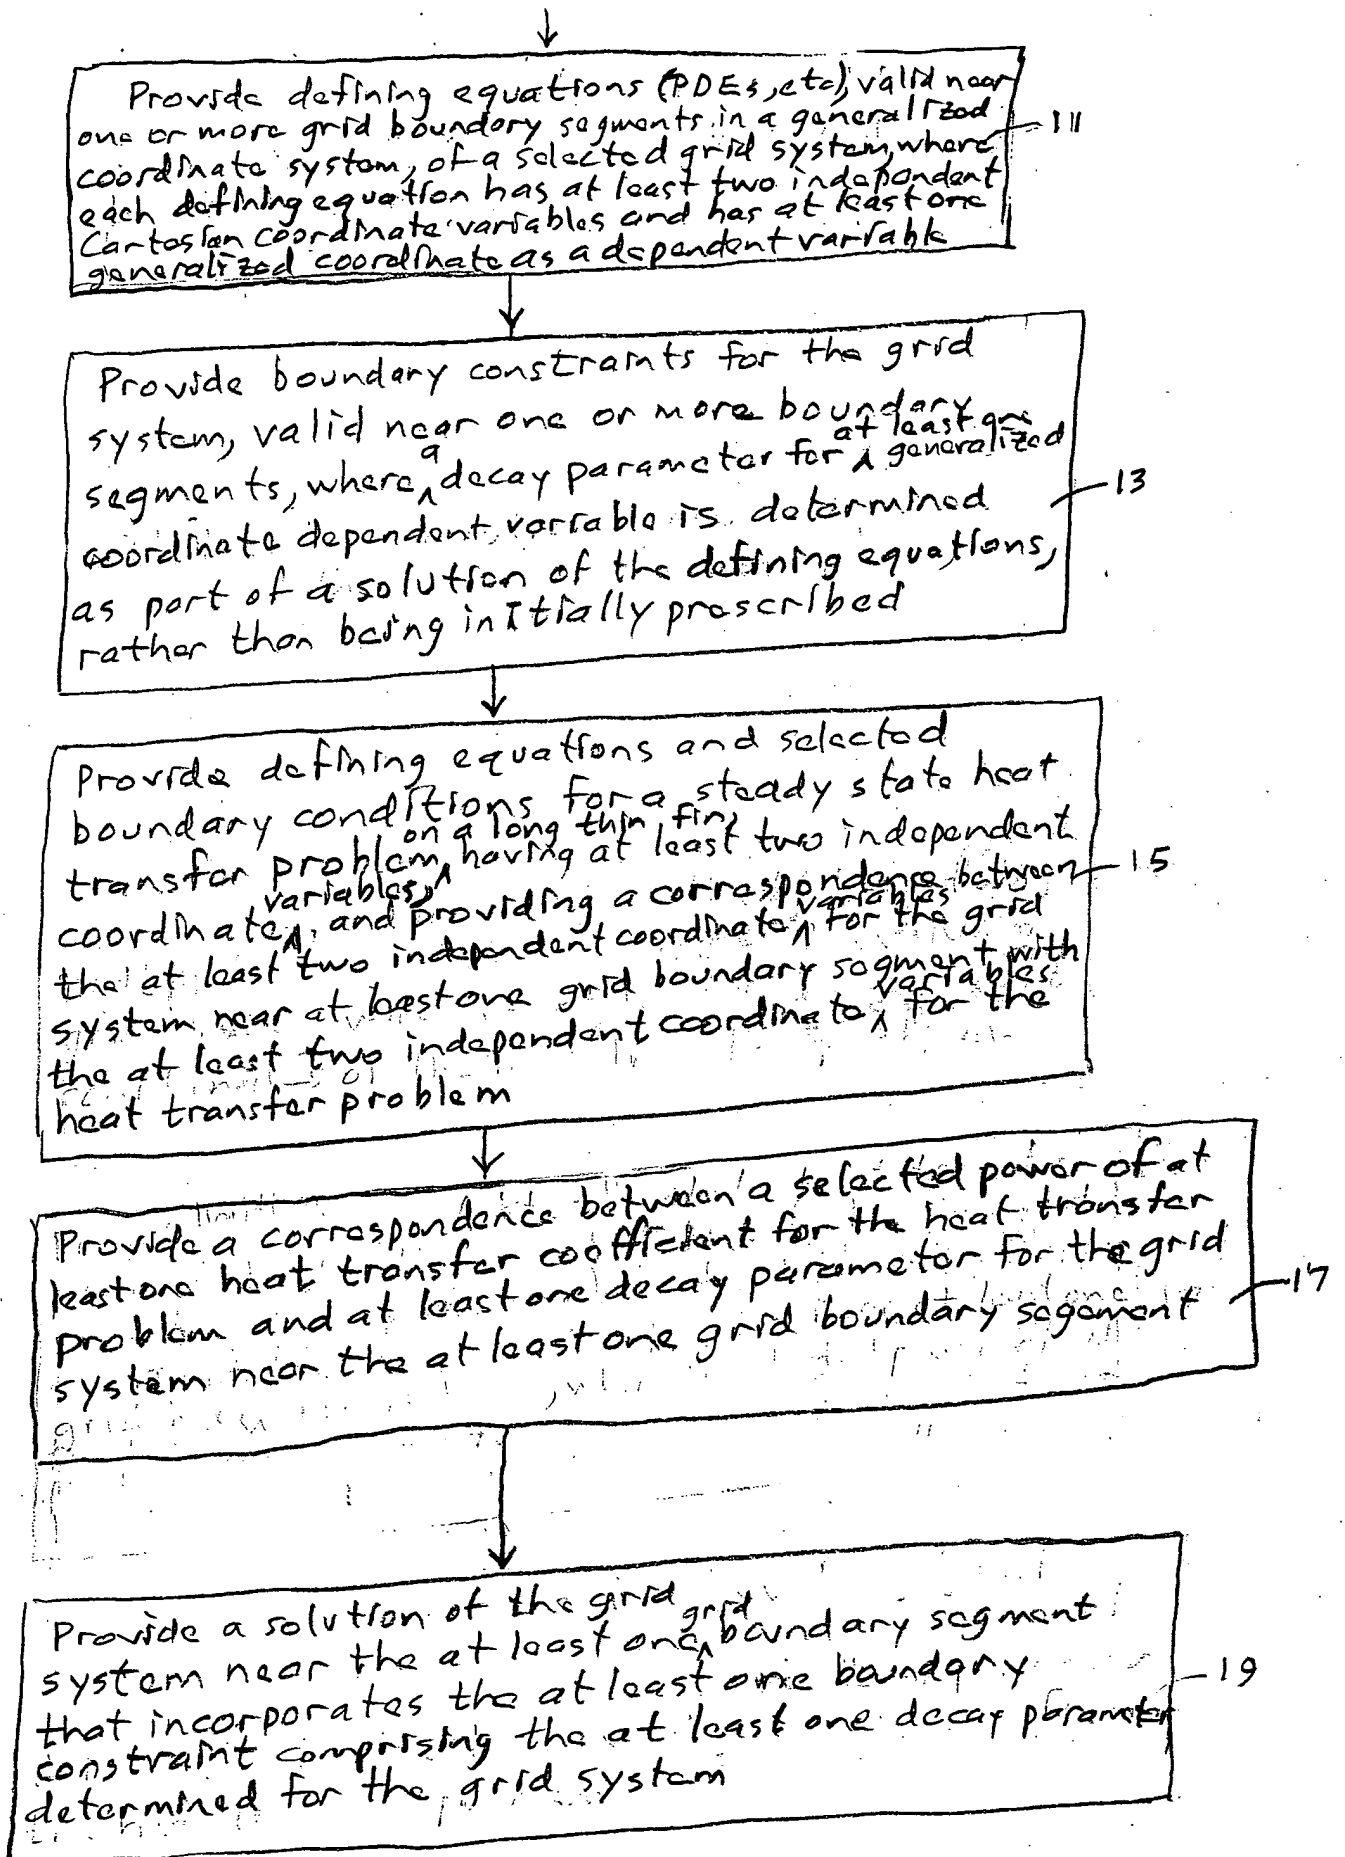 Provide defining equations (PDEs, etc), valid near
one or more grid boundary segments in a generalized
coordinate system, of a selected grid system, where
each defining equation has at least two independent
Cartesian coordinate variables and has at least one
generalized coordinate as a dependent variable
11
Provide boundary constraints for the grid
system, valid near one or more boundary
segments, where a decay parameter for at least one generalized
coordinate dependent variable is determined
as part of a solution of the defining equations,
rather than being initially prescribed
13
Provide defining equations and selected
boundary conditions for a steady state heat
transfer problem on a long thin fin, having at least two independent
coordinate variables, and providing a correspondence between
the at least two independent coordinate variables for the grid
system near at least one grid boundary segment with
the at least two independent coordinate variables for the
heat transfer problem
15
Provide a correspondence between a selected power of at
least one heat transfer coefficient for the heat transfer
problem and at least one decay parameter for the grid
system near the at least one grid boundary segement
17
Provide a solution of the grid
system near the at least one grid boundary segment
that incorporates the at least one boundary
constraint comprising the at least one decay parameter
determined for the grid system
19